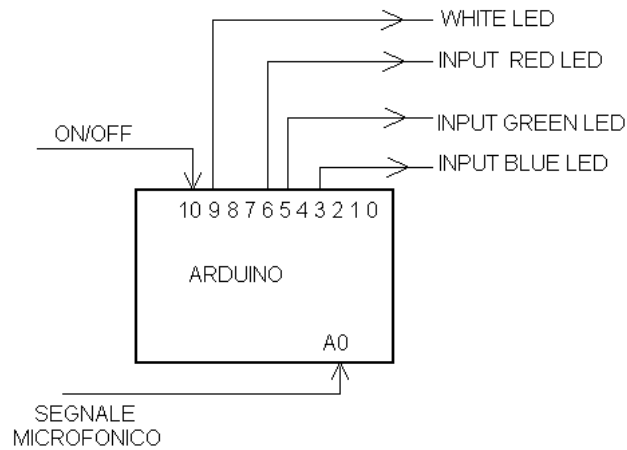 WHITE LED
INPUT RED LED
INPUT GREEN LED
ON/OFF
INPUT BLUE LED
10 9 8 7 6 5 4 3 2 1 0
ARDUINO
A0
SEGNALE
MICROFONICO